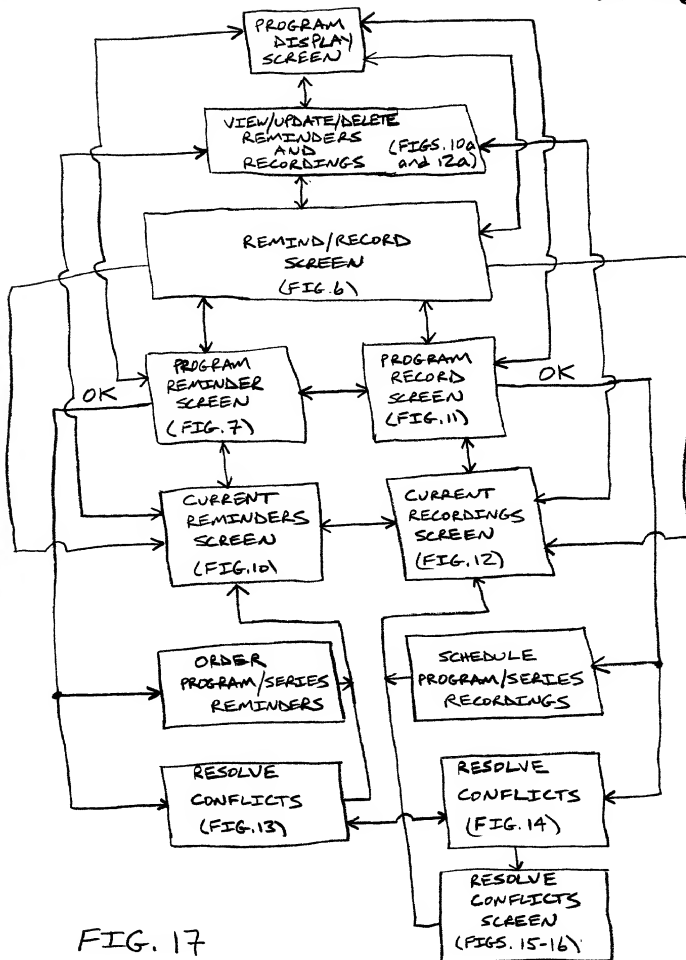 PROGRAM
DISPLAY
SCREEN
VIEW/UPDATE/DELETE
REMINDERS
AND
RECORDINGS
(FIGS. 10a
and 12a)
REMIND/RECORD
SCREEN
(FIG.6)
PROGRAM
REMINDER
SCREEN
(FIG.7)
OK
PROGRAM
RECORD
SCREEN
(FIG.11)
OK
CURRENT
REMINDERS
SCREEN
(FIG.10)
CURRENT
RECORDINGS
SCREEN
(FIG.12)
ORDER
PROGRAM/SERIES
REMINDERS
SCHEDULE
PROGRAM/SERIES
RECORDINGS
RESOLVE
CONFLICTS
(FIG.13)
RESOLVE
CONFLICTS
(FIG.14)
RESOLVE
CONFLICTS
SCREEN
(FIGS. 15-16)
FIG. 17